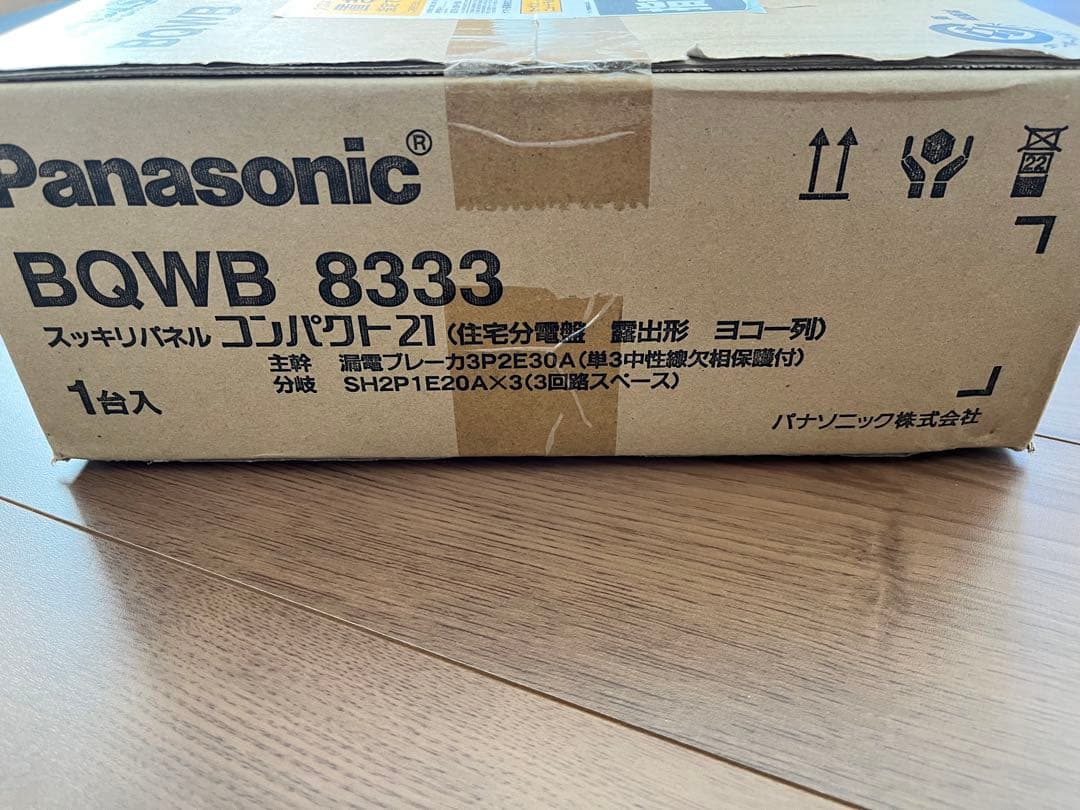 BQWB
Panasonic®
22
BQWB 8333
スッキリパネル コンパクト21(住宅分電盤 露出形 ヨコ一列)
主幹 漏電ブレーカ3P2E30A(単3中性線欠相保護付)
分岐 SH2P1E20A×3(3回路スペース)
1台入
パナソニック株式会社